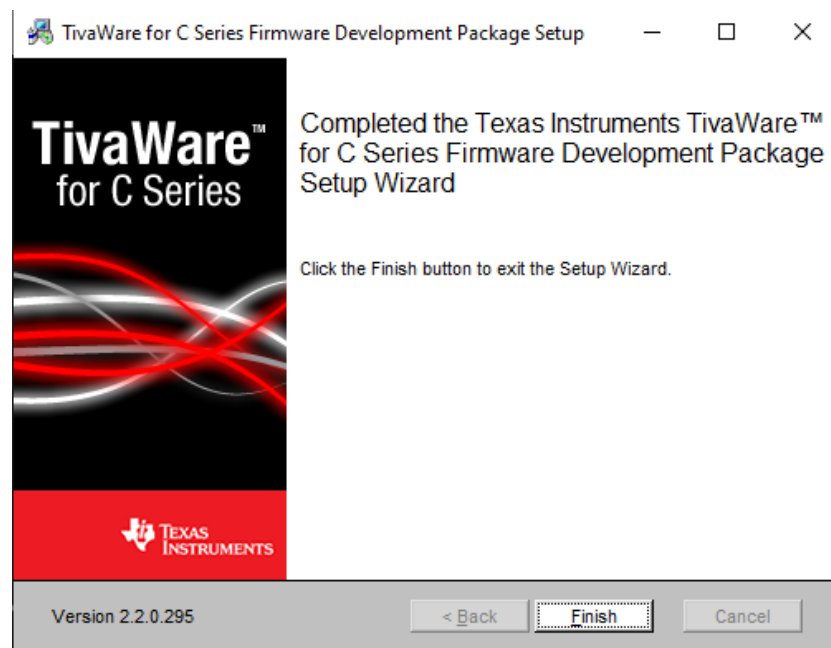 TivaWare for C Series Firmware Development Package Setup
TivaWare™
for C Series
Completed the Texas Instruments TivaWare™
for C Series Firmware Development Package
Setup Wizard
Click the Finish button to exit the Setup Wizard.
TEXAS
INSTRUMENTS
Version 2.2.0.295
< Back
Finish
Cancel